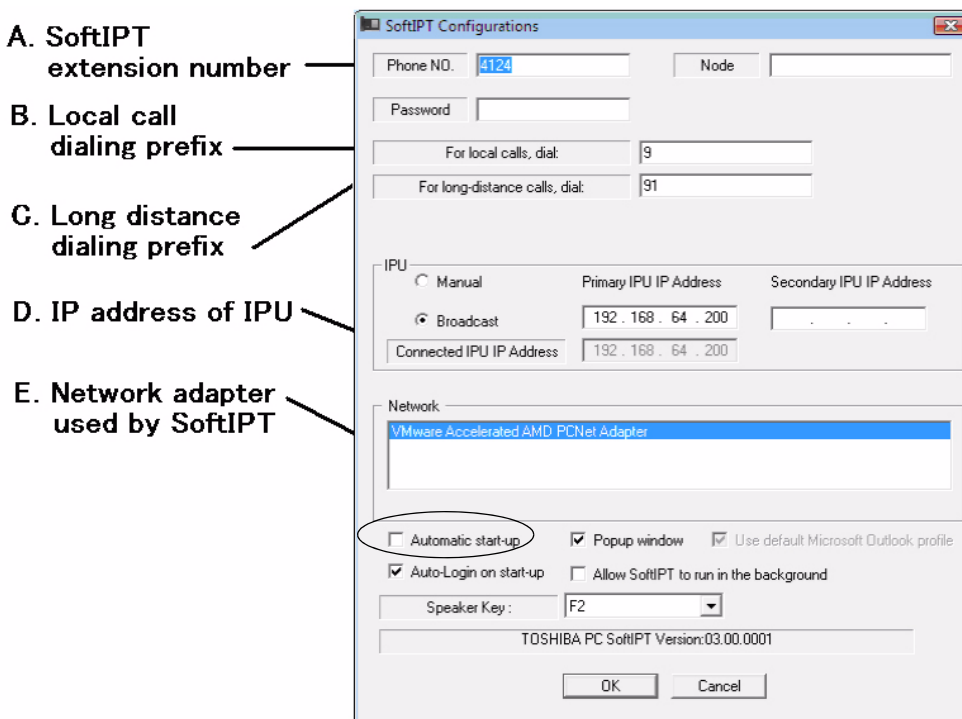 A. SoftIPT
extension number
B. Local call
dialing prefix
C. Long distance
dialing prefix
D. IP address of IPU
E. Network adapter
used by SoftIPT
SoftIPT Configurations
Phone NO. 4124 Node
Password
For local calls, dial: 9
For long-distance calls, dial: 91
IPU
Manual Primary IPU IP Address Secondary IPU IP Address
Broadcast 192 . 168 . 64 . 200 . . .
Connected IPU IP Address 192 . 168 . 64 . 200
Network
VMware Accelerated AMD PCNet Adapter
Automatic start-up Popup window Use default Microsoft Outlook profile
Auto-Login on start-up Allow SoftIPT to run in the background
Speaker Key : F2
TOSHIBA PC SoftIPT Version:03.00.0001
OK Cancel